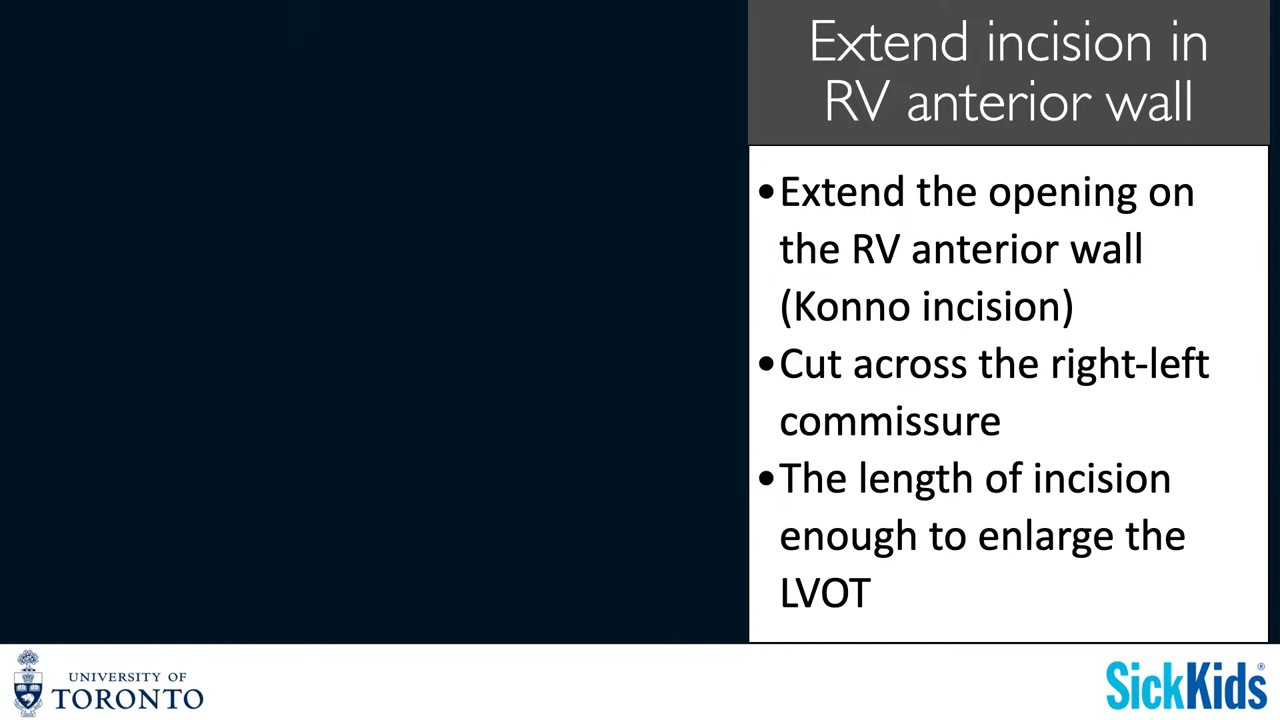 Extend incision in
RV anterior wall
•Extend the opening on
the RV anterior wall
(Konno incision)
•Cut across the right-left
commissure
•The length of incision
enough to enlarge the
LVOT
UNIVERSITY OF
TORONTO
SickKids®